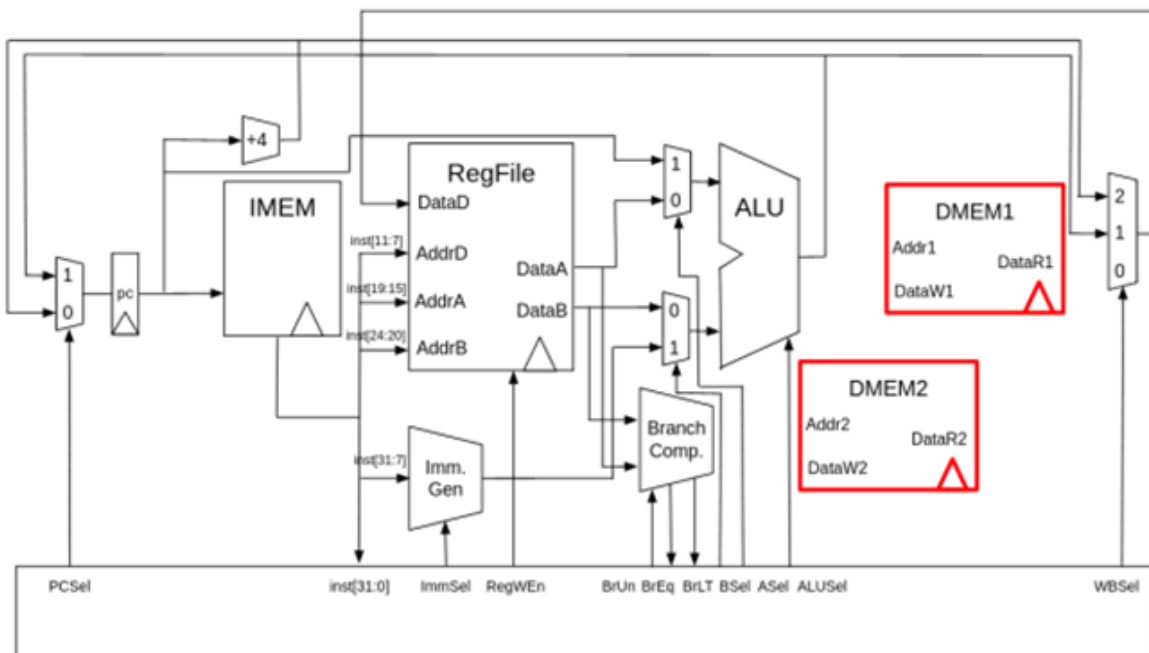 +4
IMEM
RegFile
DataD
AddrD
AddrA
AddrB
DataA
DataB
inst[11:7]
inst[19:15]
inst[24:20]
inst[31:7]
1
0
pc
1
0
0
1
ALU
Imm.
Gen
Branch
Comp.
DMEM1
Addr1
DataR1
DataW1
DMEM2
Addr2
DataR2
DataW2
2
1
0
PCSel
inst[31:0]
ImmSel
RegWEn
BrUn
BrEq
BrLT
BSel
ASel
ALUSel
WBSel